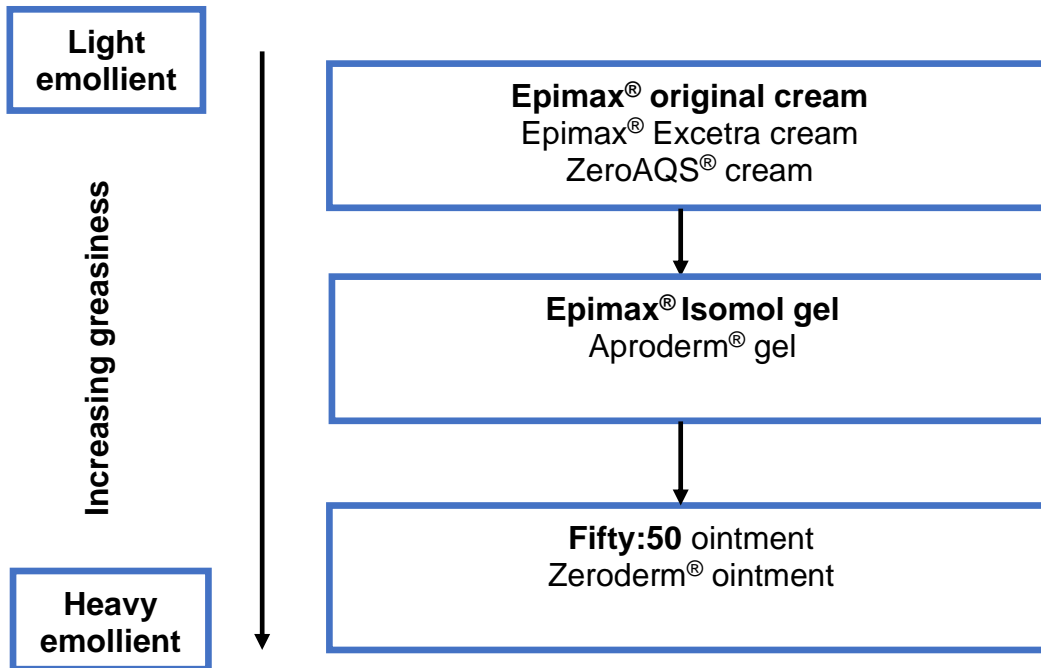 Light
emollient
Increasing greasiness
Heavy
emollient
Epimax® original cream
Epimax® Excetra cream
ZeroAQS® cream
Epimax® Isomol gel
Aproderm® gel
Fifty:50 ointment
Zeroderm® ointment